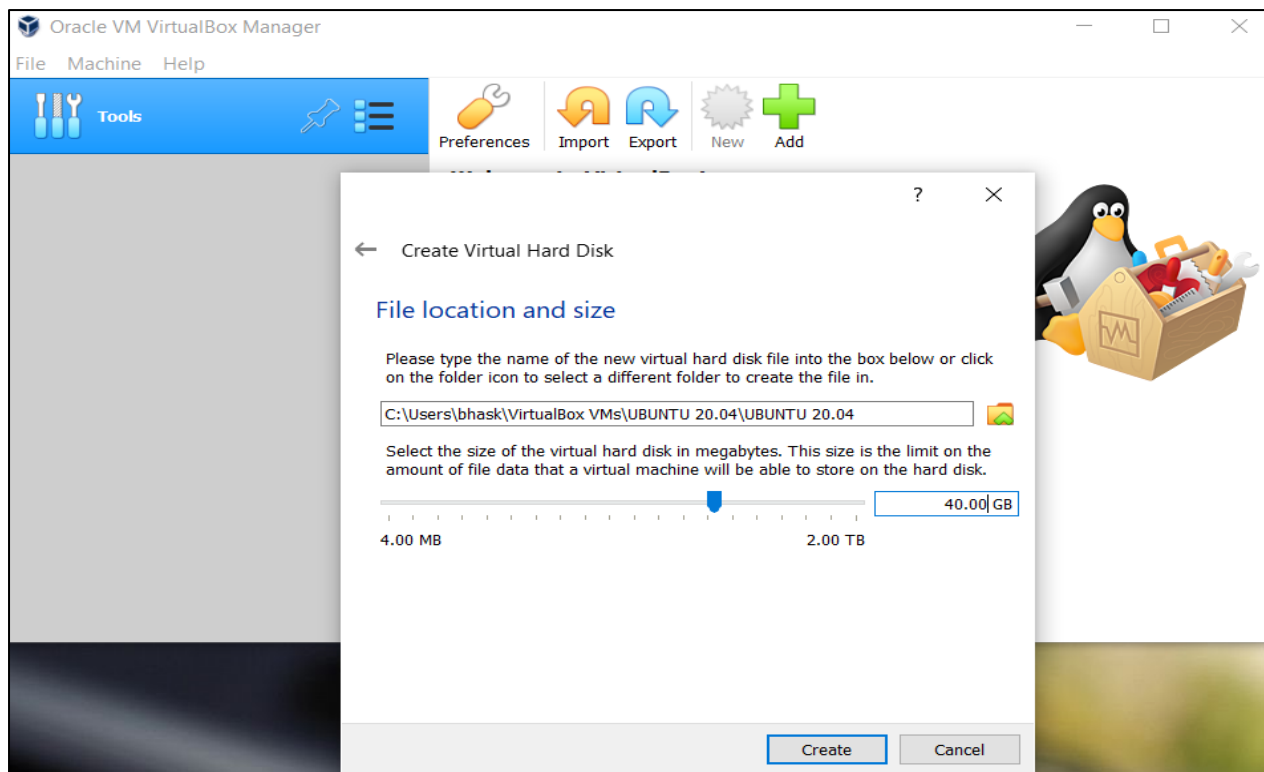 Oracle VM VirtualBox Manager
File Machine Help
Tools
Preferences Import Export New Add
? 
Create Virtual Hard Disk
File location and size
Please type the name of the new virtual hard disk file into the box below or click
on the folder icon to select a different folder to create the file in.
C:\Users\bhask\VirtualBox VMs\UBUNTU 20.04\UBUNTU 20.04
Select the size of the virtual hard disk in megabytes. This size is the limit on the
amount of file data that a virtual machine will be able to store on the hard disk.
40.00 GB
4.00 MB 2.00 TB
Create Cancel